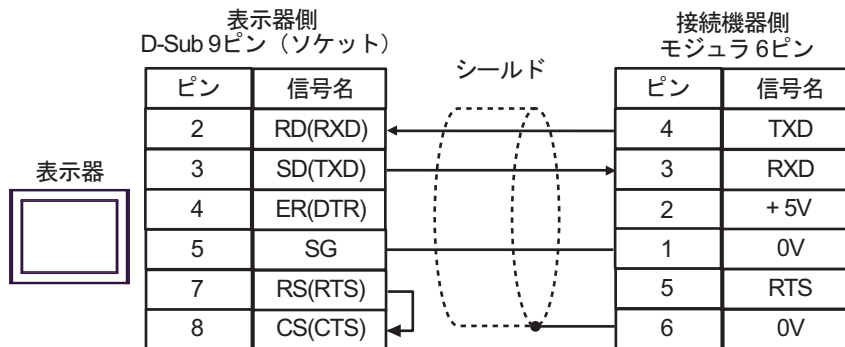 表示器側
D-Sub 9ピン（ソケット）
接続機器側
モジュラ 6ピン
シールド
表示器
ピン 信号名
2 RD(RXD)
3 SD(TXD)
4 ER(DTR)
5 SG
7 RS(RTS)
8 CS(CTS)
ピン 信号名
4 TXD
3 RXD
2 +5V
1 0V
5 RTS
6 0V